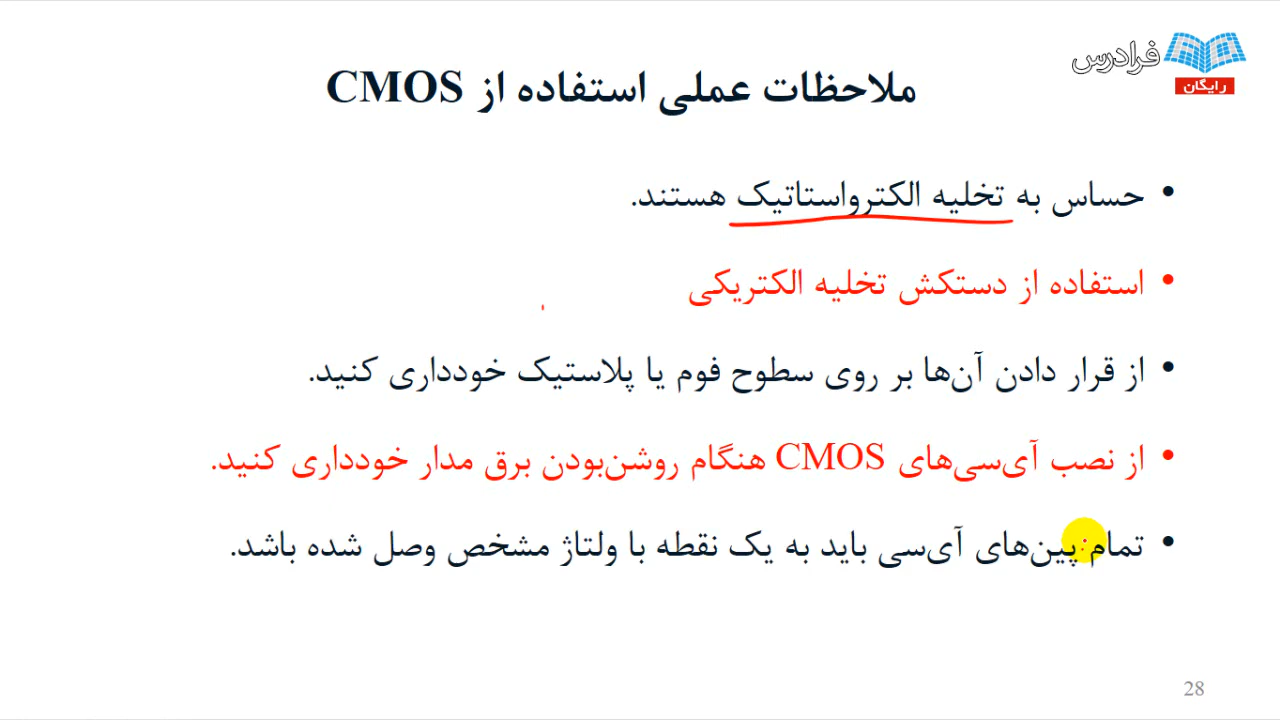 فرادرس
رایگان
ملاحظات عملی استفاده از CMOS
• حساس به تخلیه الکترواستاتیک هستند.
• استفاده از دستکش تخلیه الکتریکی
• از قرار دادن آن‌ها بر روی سطوح فوم یا پلاستیک خودداری کنید.
• از نصب آی‌سی‌های CMOS هنگام روشن‌بودن برق مدار خودداری کنید.
• تمام پین‌های آی‌سی باید به یک نقطه با ولتاژ مشخص وصل شده باشد.
28